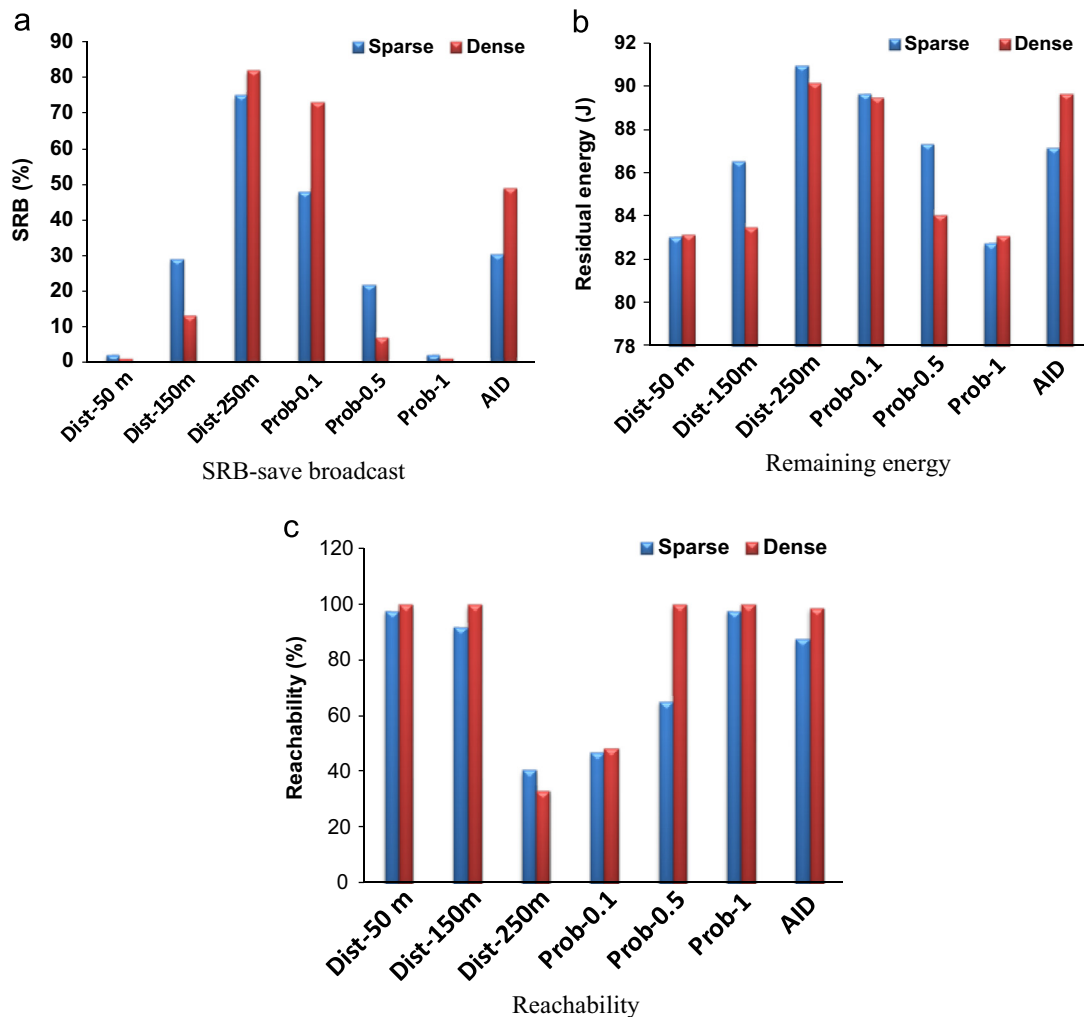 a
90
80
70
60
50
40
30
20
10
0
SRB (%)
Sparse Dense
Dist-50 m
Dist-150m
Dist-250m
Prob-0.1
Prob-0.5
Prob-1
AID
SRB-save broadcast
b
92
90
88
86
84
82
80
78
Residual energy (J)
Sparse Dense
Dist-50 m
Dist-150m
Dist-250m
Prob-0.1
Prob-0.5
Prob-1
AID
Remaining energy
c
120
100
80
60
40
20
0
Reachability (%)
Sparse Dense
Dist-50 m
Dist-150m
Dist-250m
Prob-0.1
Prob-0.5
Prob-1
AID
Reachability